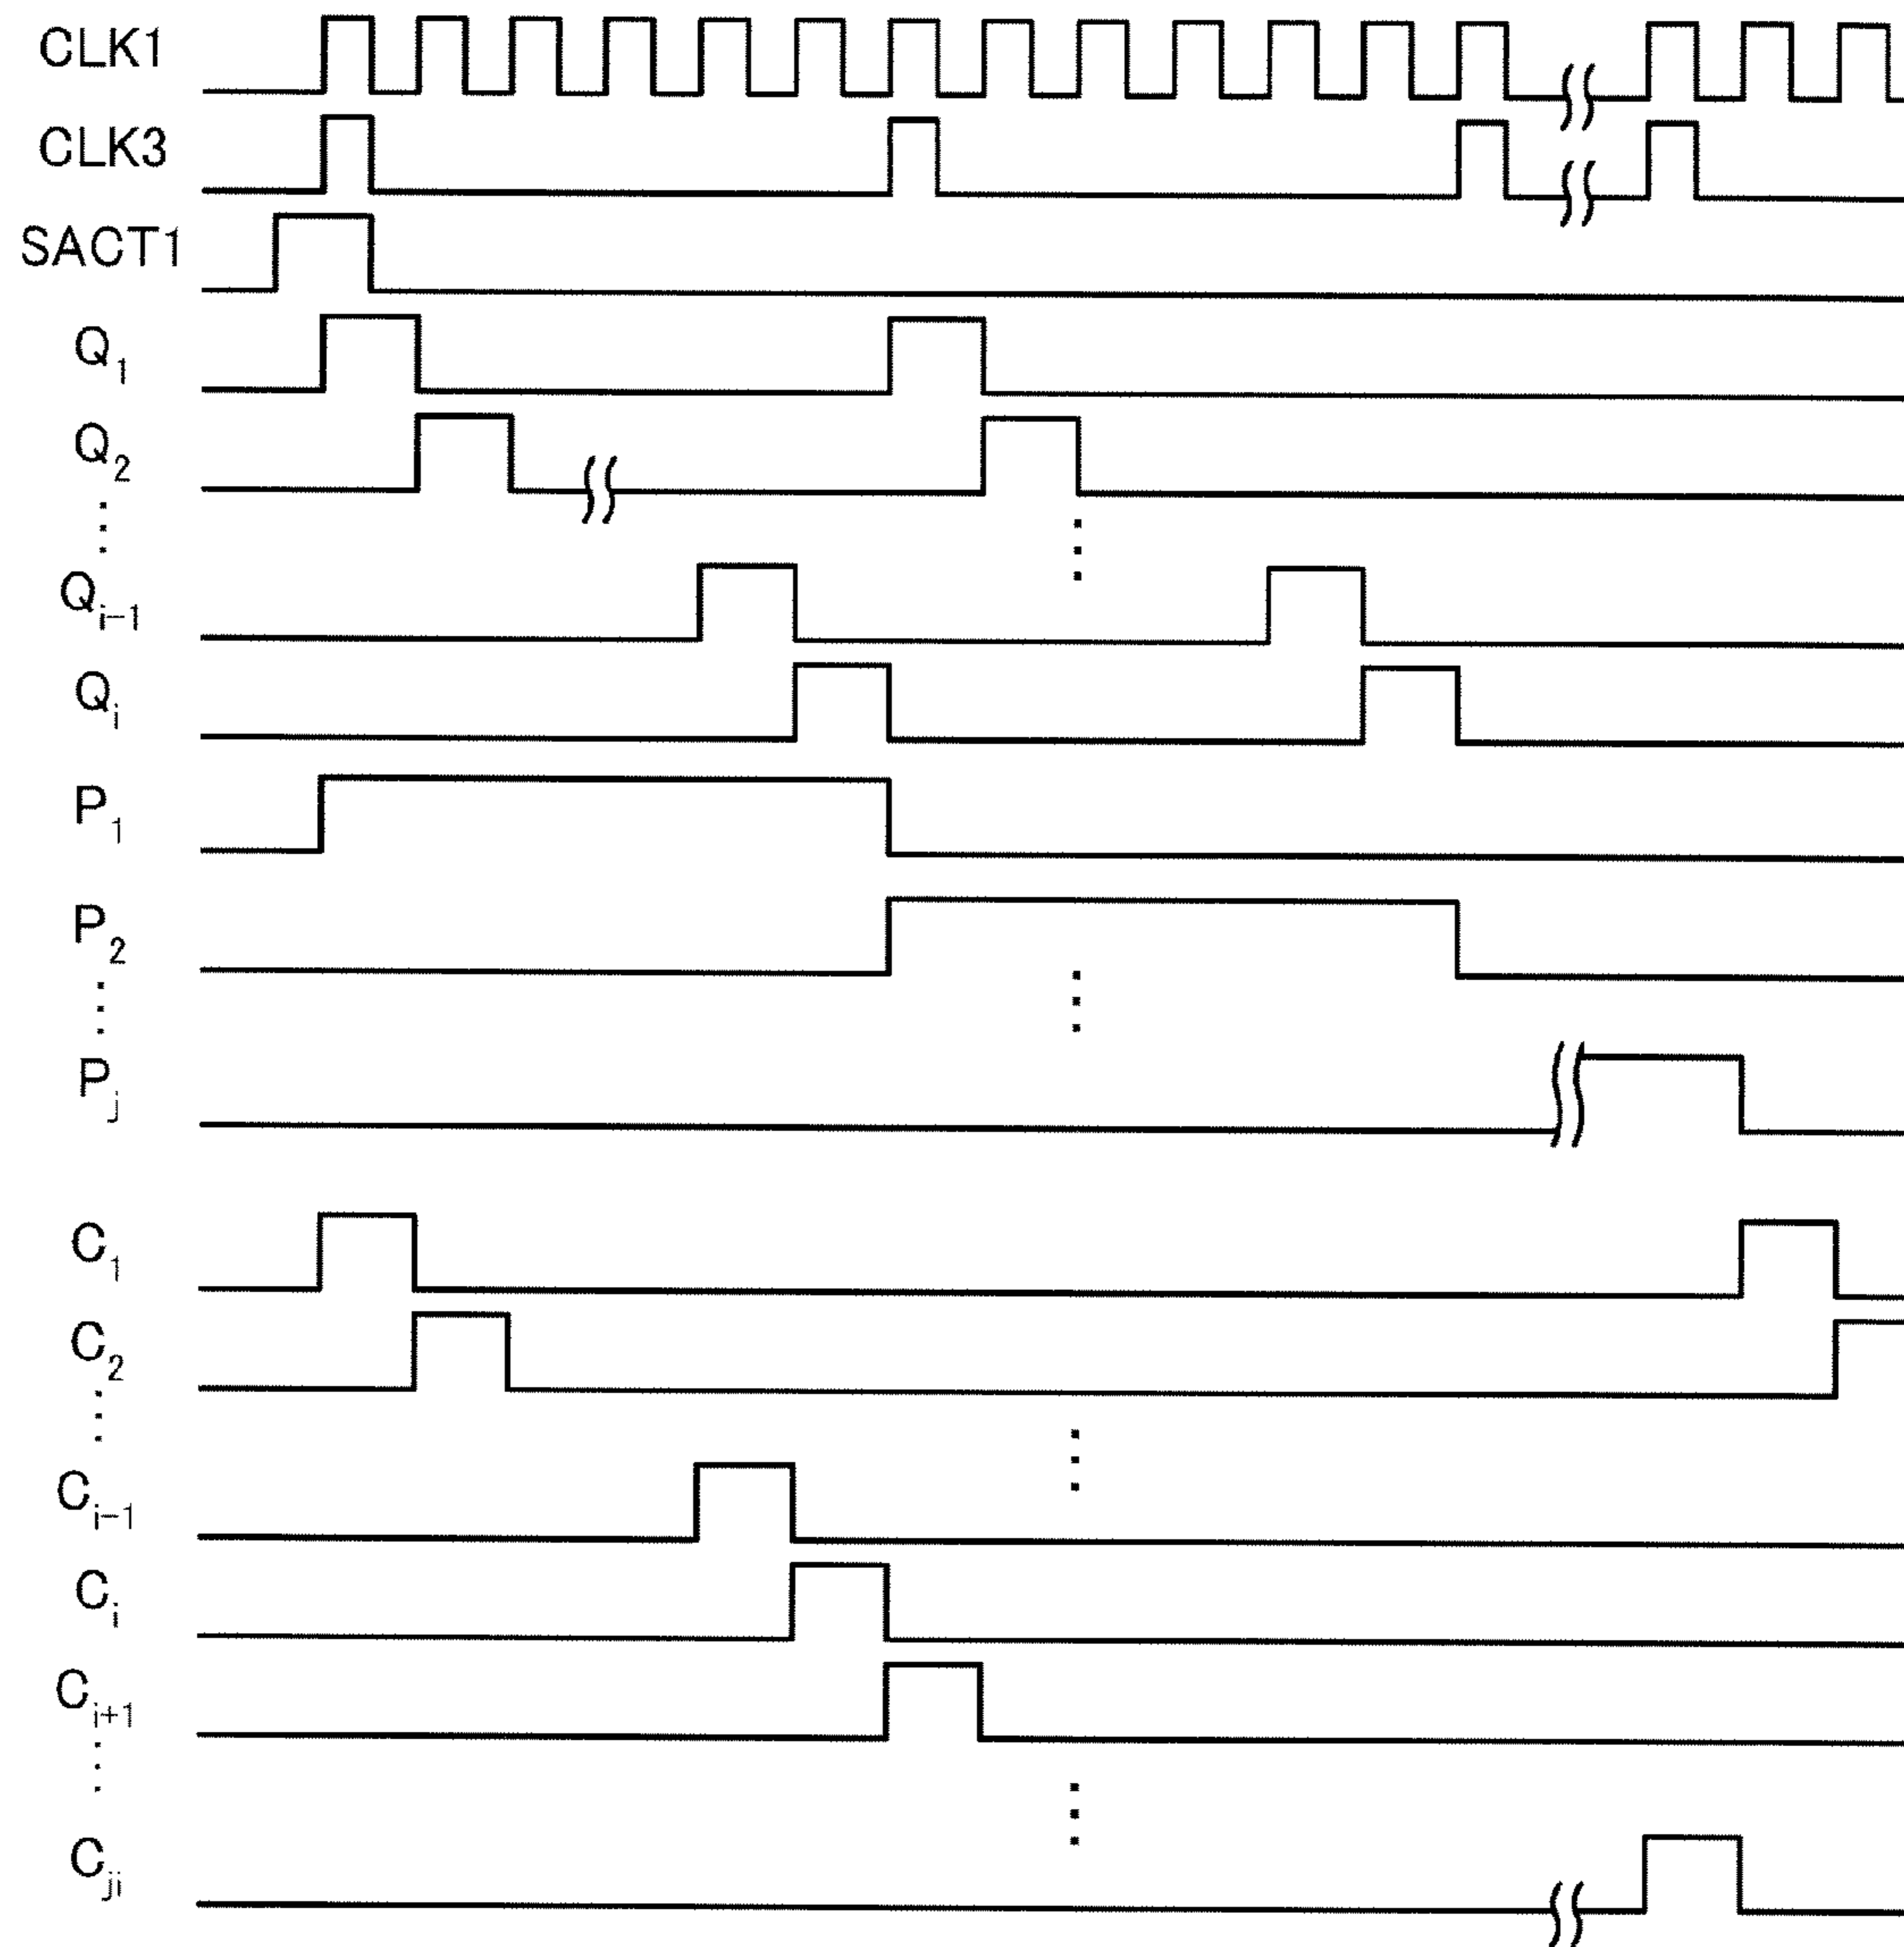 CLK1
CLK3
SACT1
Q₁
Q₂
⋮
Qᵢ₋₁
Qᵢ
P₁
P₂
⋮
Pⱼ
C₁
C₂
⋮
Cᵢ₋₁
Cᵢ
Cᵢ₊₁
⋮
Cⱼᵢ